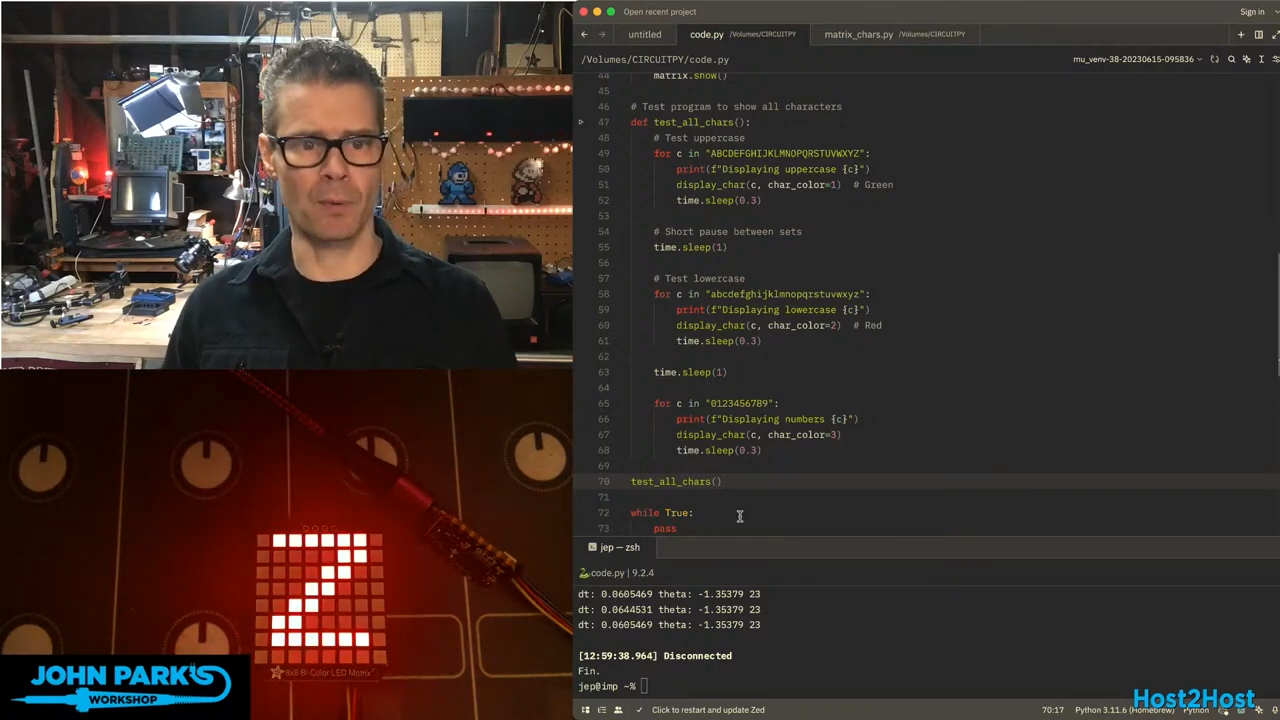 Open recent project
Sign in
untitled
code.py /Volumes/CIRCUITPY
matrix_chars.py /Volumes/CIRCUITPY
/Volumes/CIRCUITPY/code.py
mu_venv-38-20230615-095836
44 matrix.show()
45
46 # Test program to show all characters
47 def test_all_chars():
48 # Test uppercase
49 for c in "ABCDEFGHIJKLMNOPQRSTUVWXYZ":
50 print(f"Displaying uppercase {c}")
51 display_char(c, char_color=1)  # Green
52 time.sleep(0.3)
53
54 # Short pause between sets
55 time.sleep(1)
56
57 # Test lowercase
58 for c in "abcdefghijklmnopqrstuvwxyz":
59 print(f"Displaying lowercase {c}")
60 display_char(c, char_color=2)  # Red
61 time.sleep(0.3)
62
63 time.sleep(1)
64
65 for c in "0123456789":
66 print(f"Displaying numbers {c}")
67 display_char(c, char_color=3)
68 time.sleep(0.3)
69
70 test_all_chars()
71
72 while True:
73 pass
jep — zsh
code.py | 9.2.4
dt: 0.0605469 theta: -1.35379 23
dt: 0.0644531 theta: -1.35379 23
dt: 0.0605469 theta: -1.35379 23
[12:59:38.964] Disconnected
Fin.
jep@imp ~%
Click to restart and update Zed
70:17
Python 3.11.6 (Homebrew)
Python
Z
8x8 Bi-Color LED Matrix
JOHN PARK'S
WORKSHOP
Host2Host